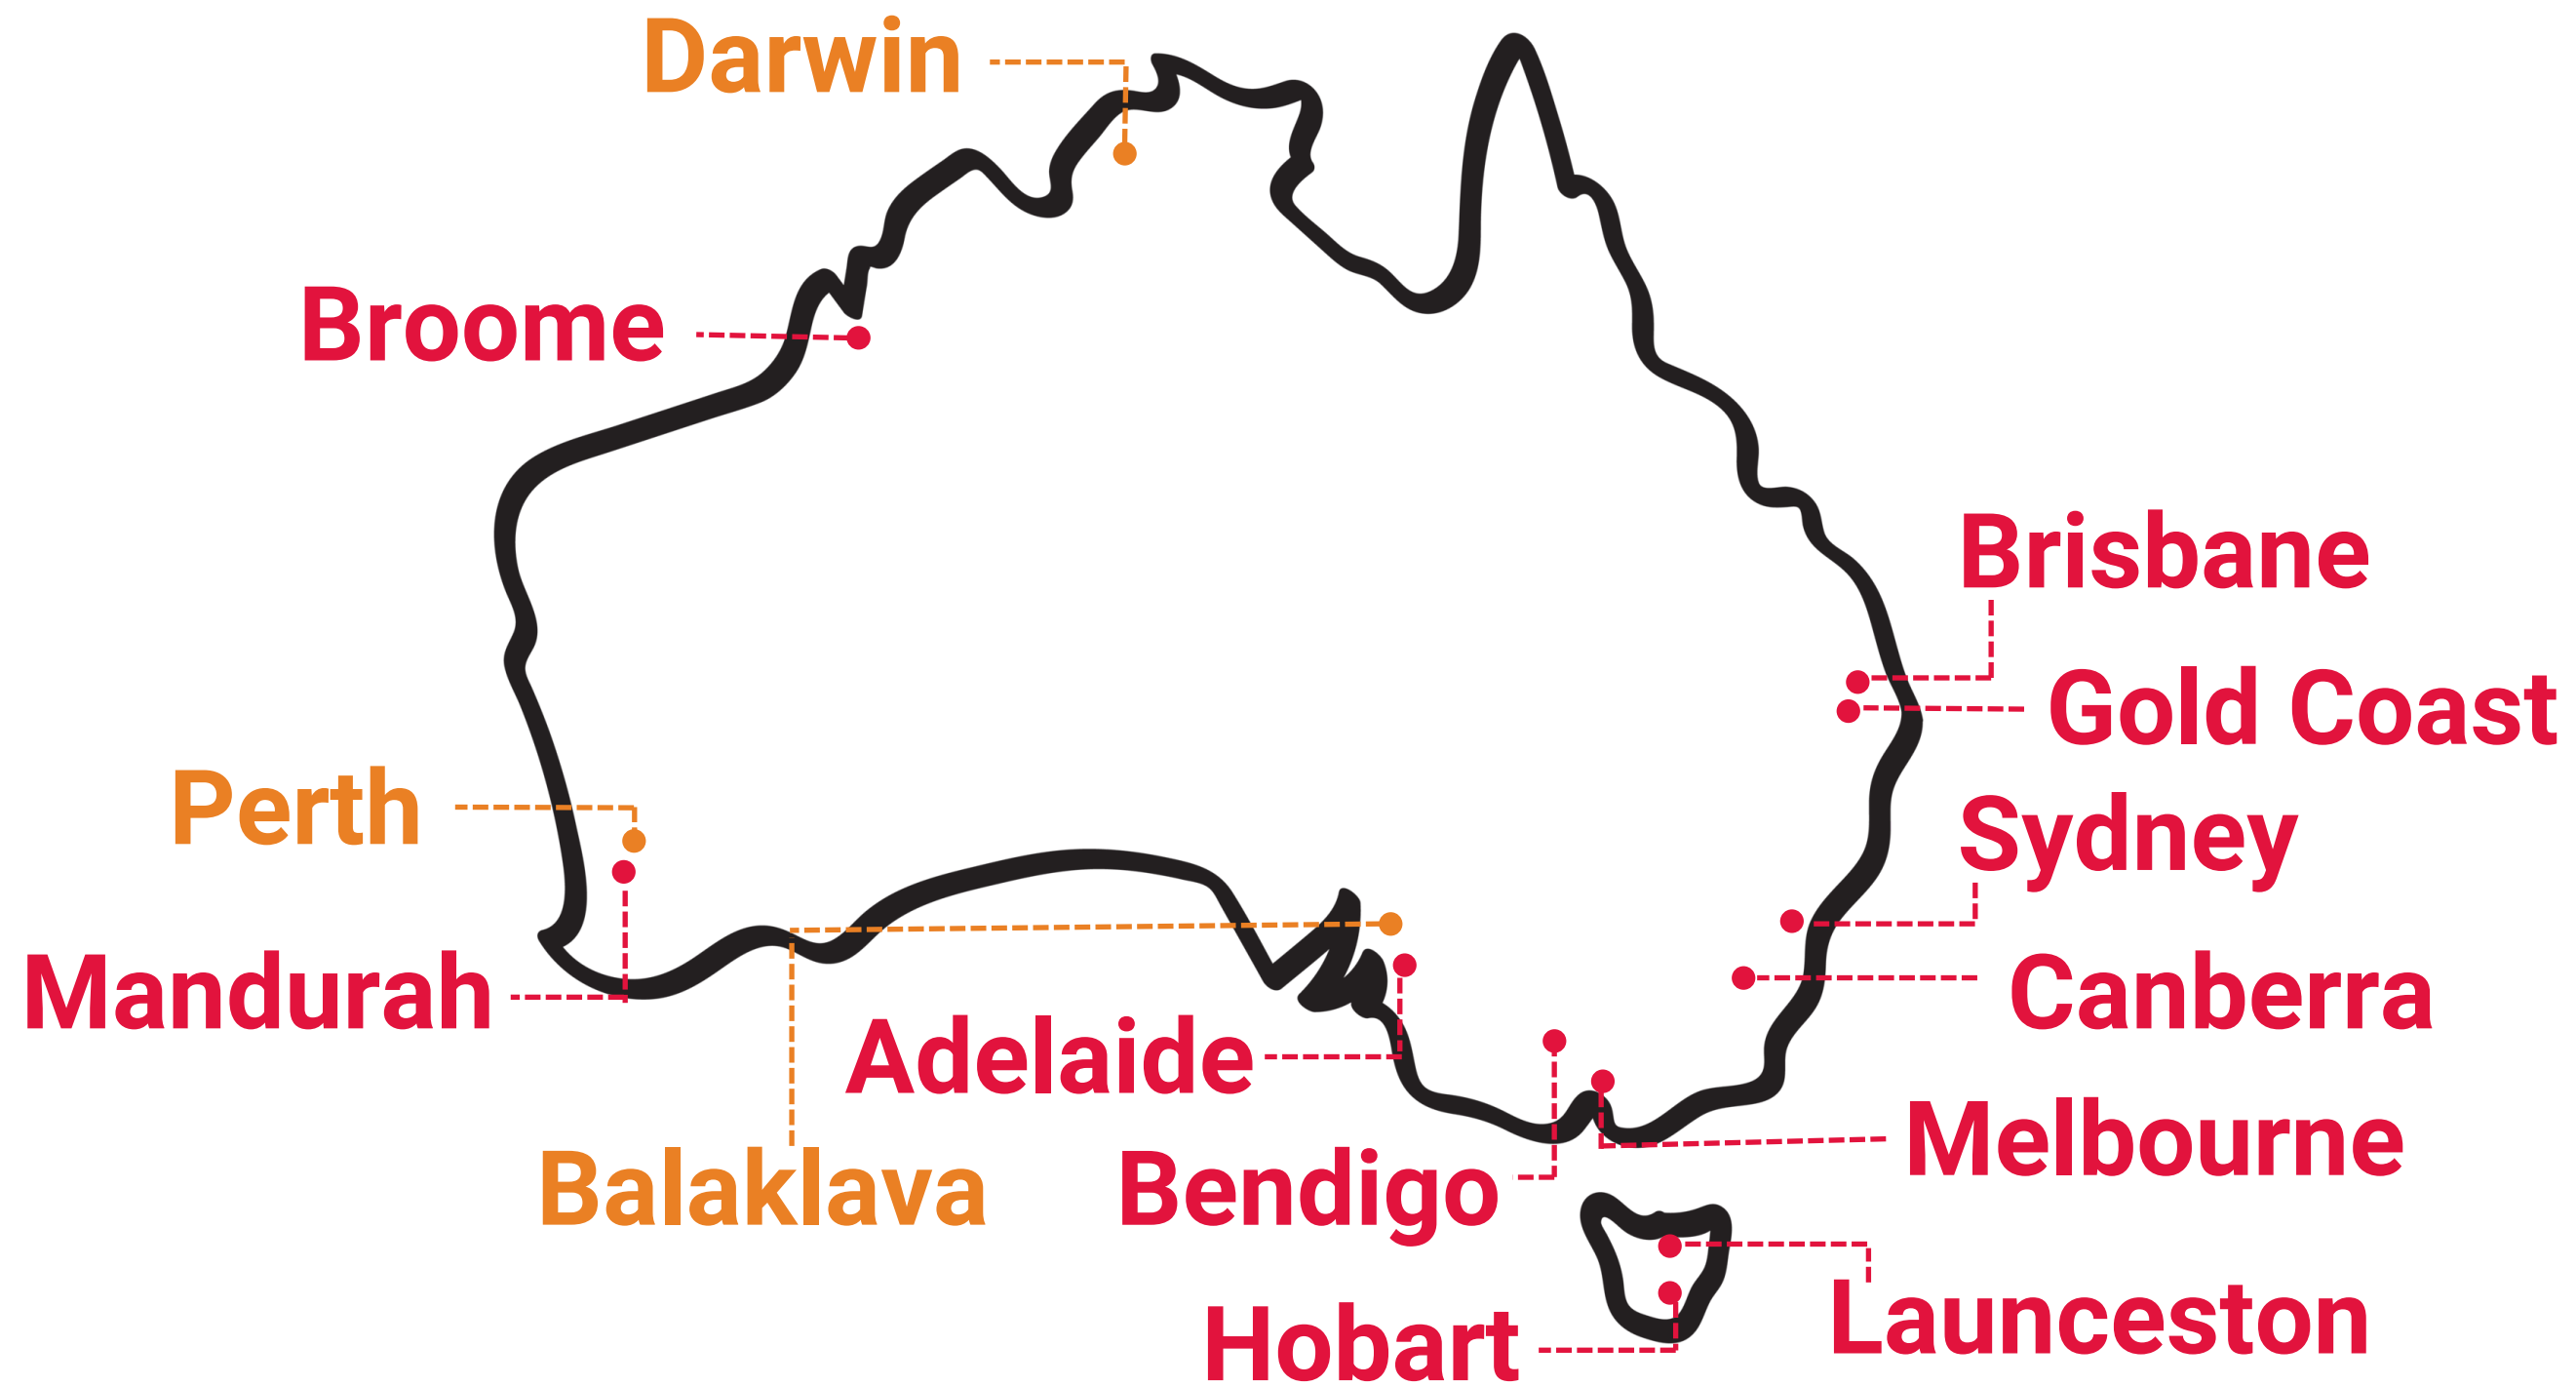 Darwin
Broome
Brisbane
Gold Coast
Perth
Sydney
Mandurah
Canberra
Adelaide
Balaklava
Bendigo
Melbourne
Hobart
Launceston